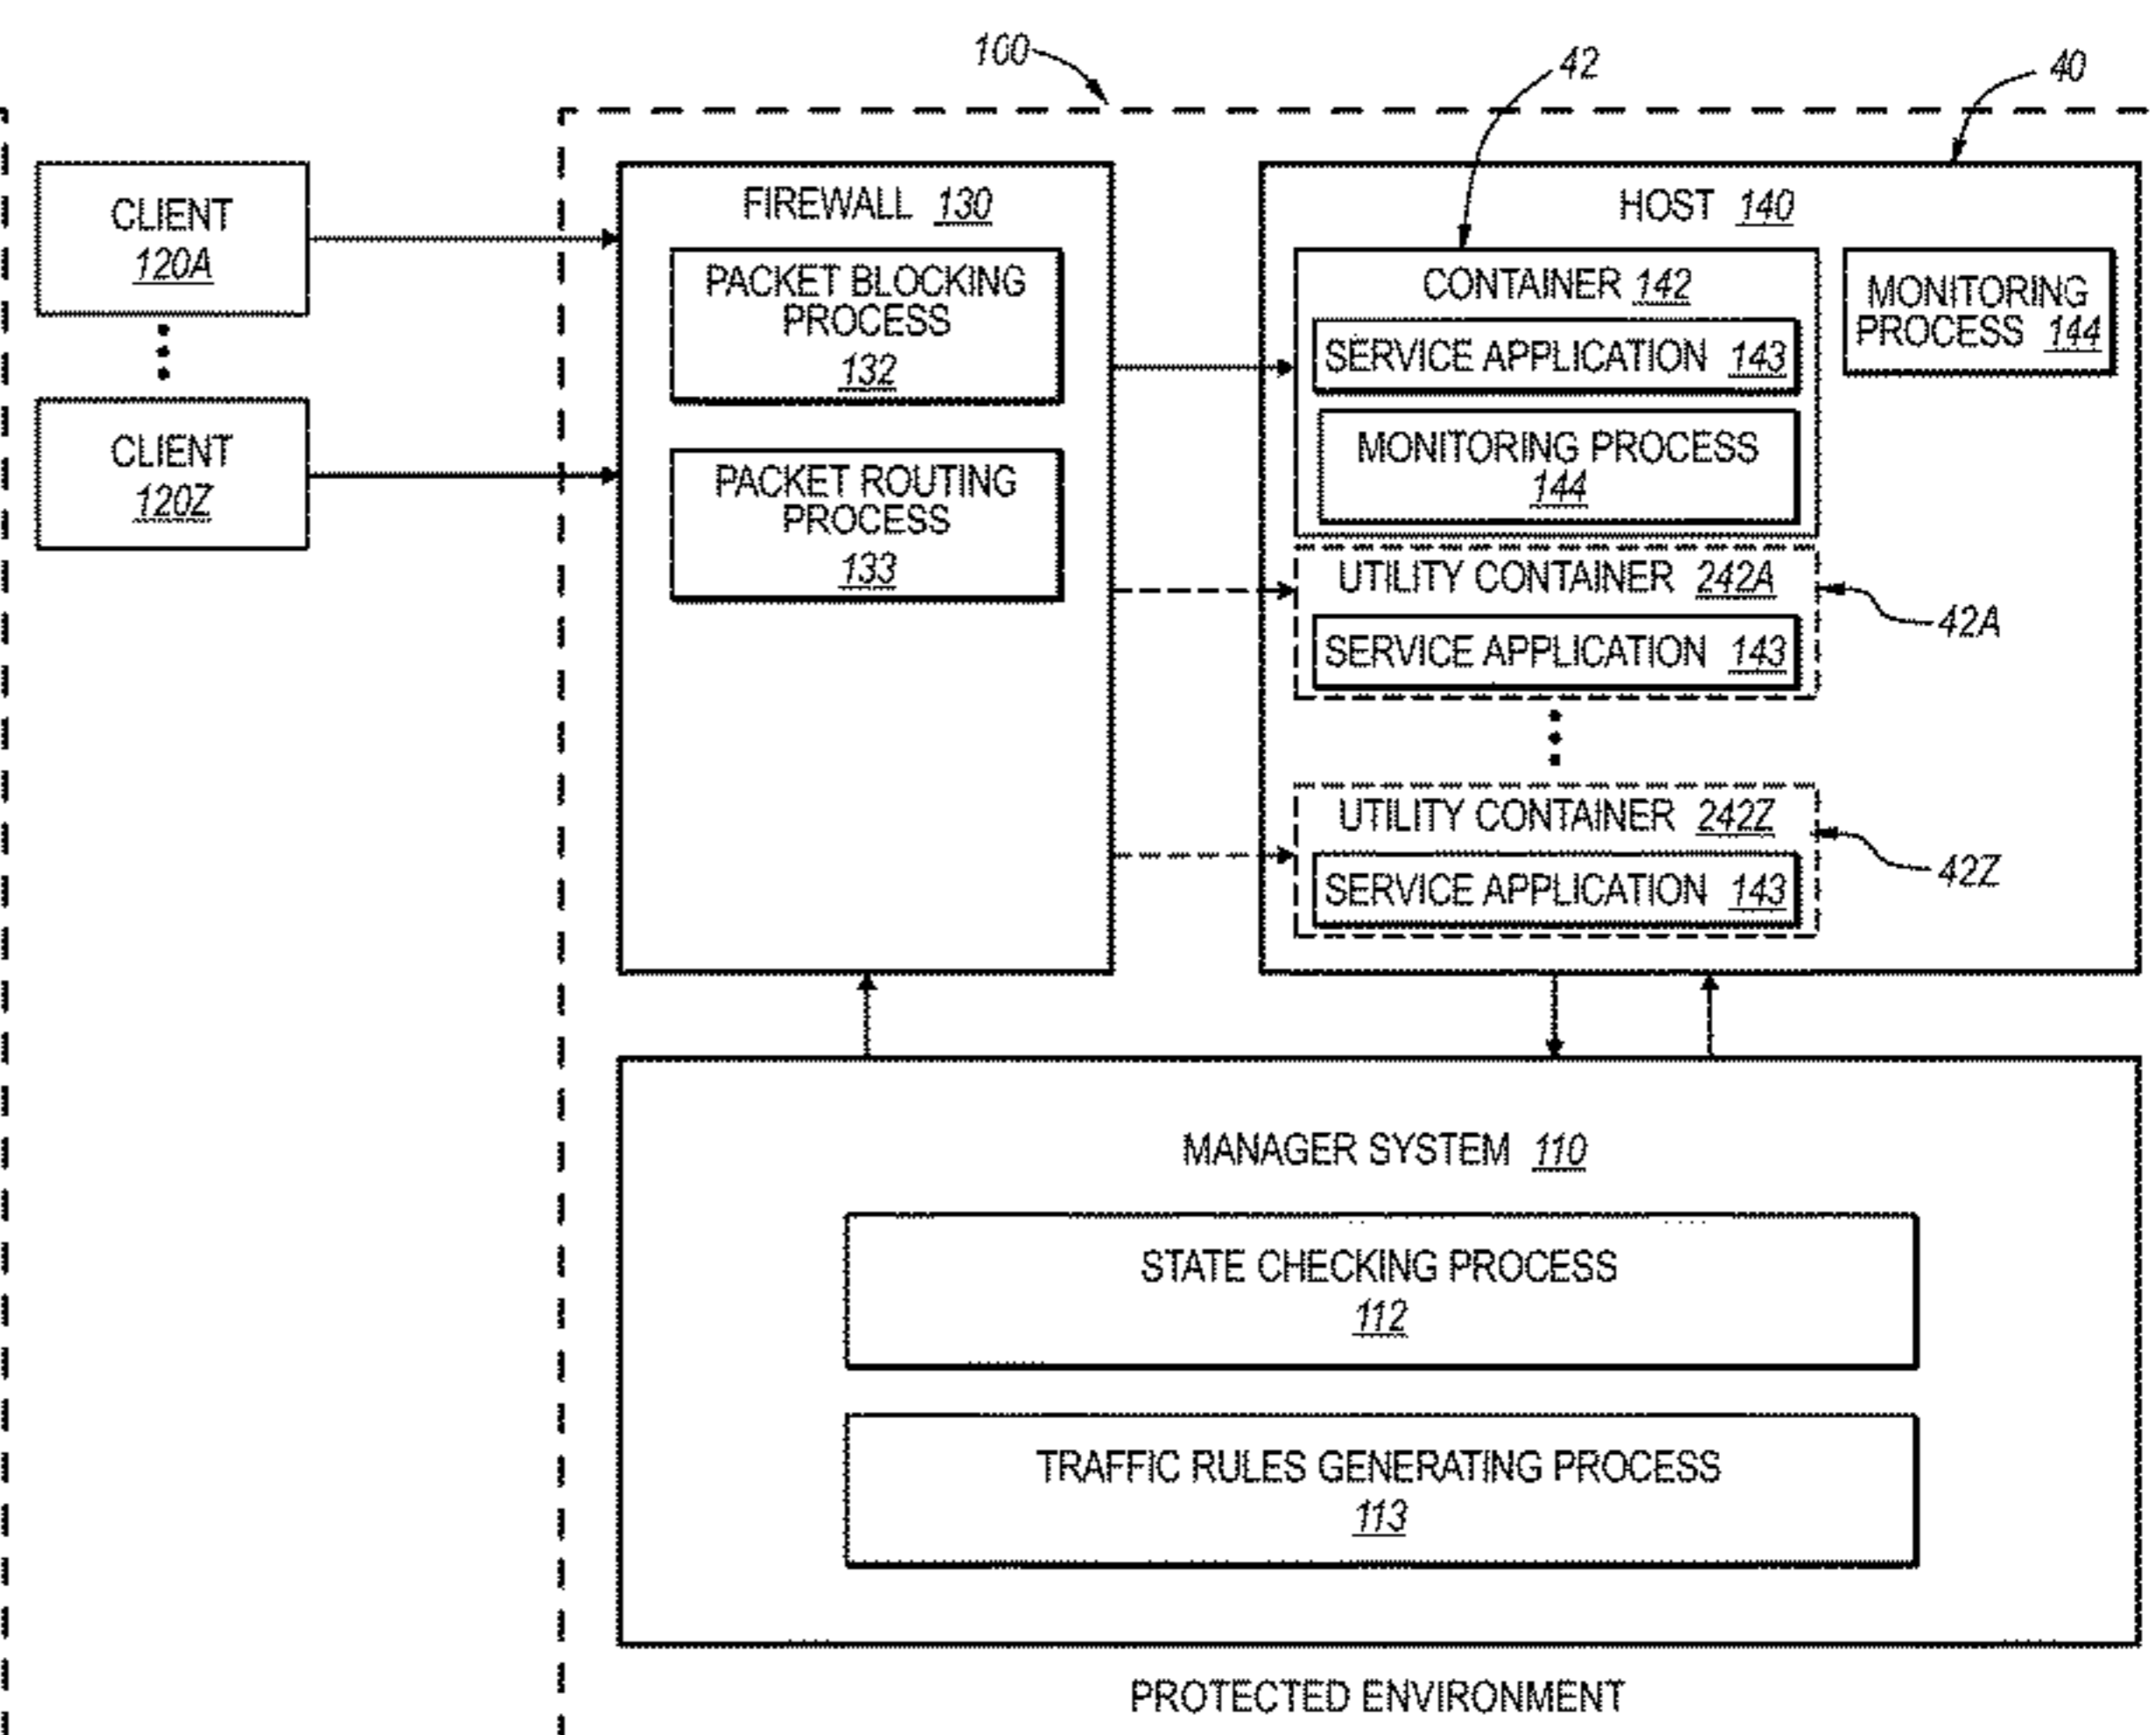 100
42
40
CLIENT
120A
CLIENT
120Z
FIREWALL 130
PACKET BLOCKING
PROCESS
132
PACKET ROUTING
PROCESS
133
HOST 140
CONTAINER 142
SERVICE APPLICATION 143
MONITORING PROCESS
144
MONITORING
PROCESS 144
UTILITY CONTAINER 242A
SERVICE APPLICATION 143
42A
UTILITY CONTAINER 242Z
SERVICE APPLICATION 143
42Z
MANAGER SYSTEM 110
STATE CHECKING PROCESS
112
TRAFFIC RULES GENERATING PROCESS
113
PROTECTED ENVIRONMENT